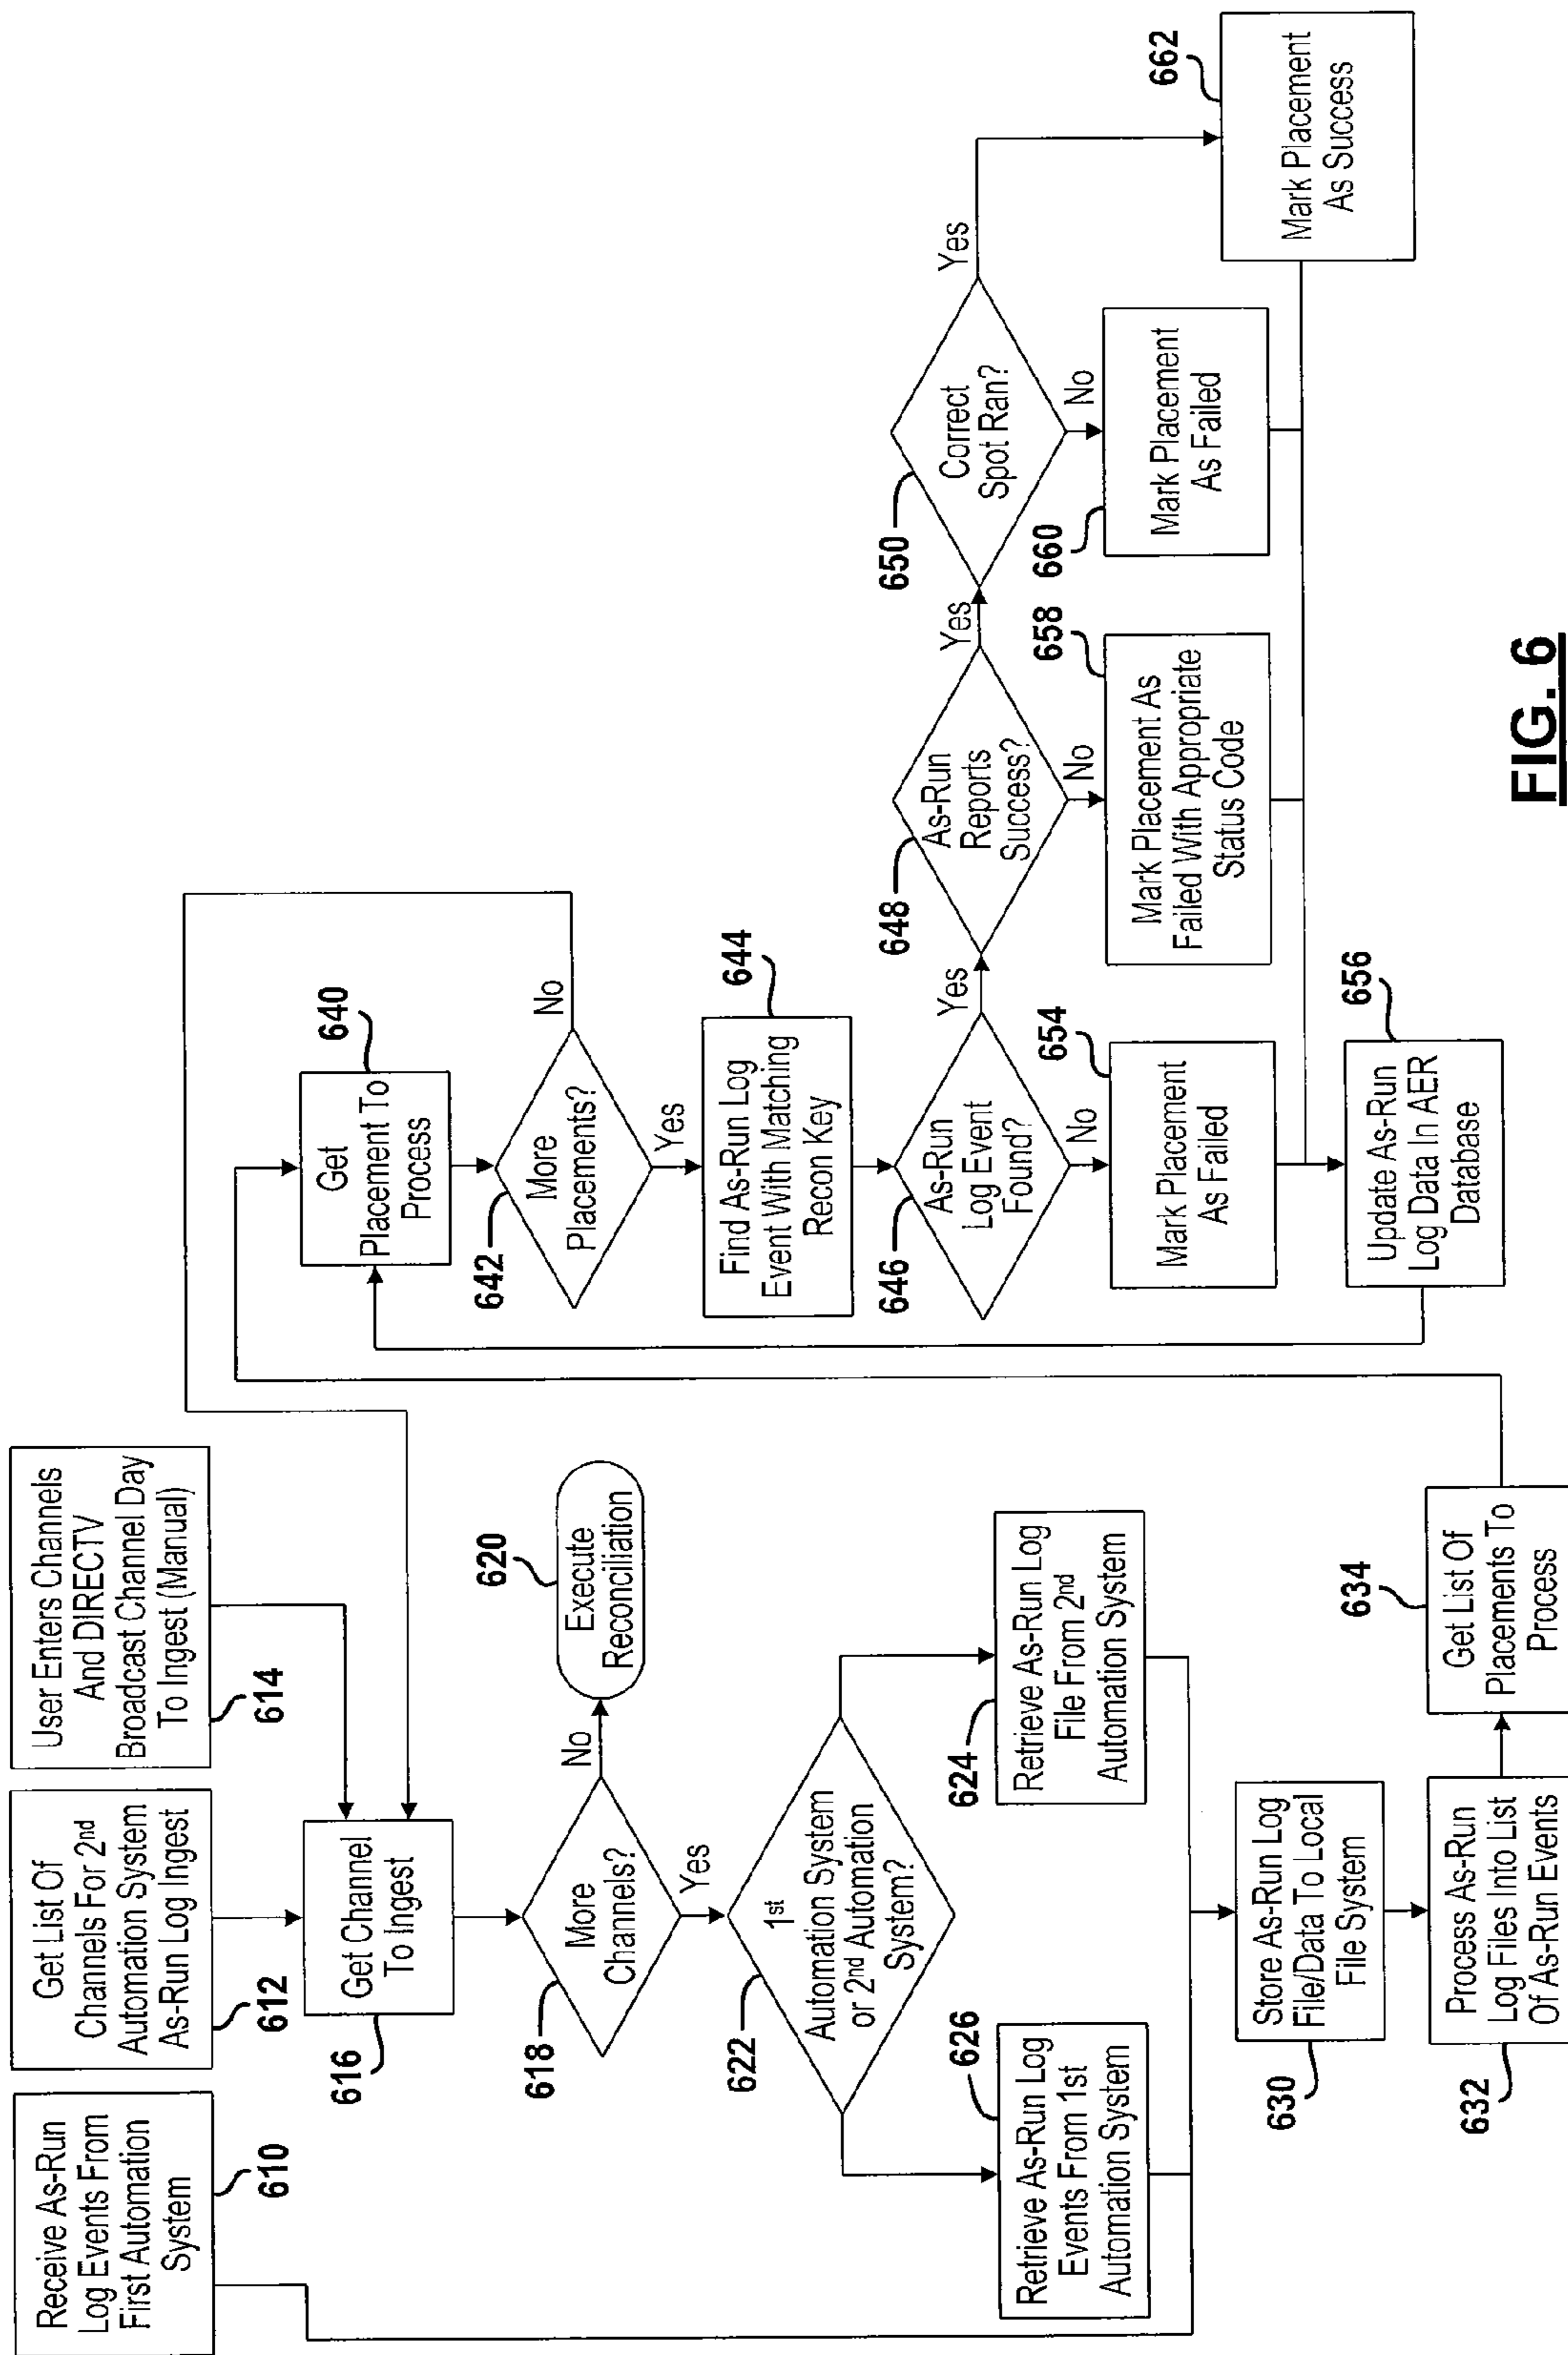 Receive As-Run
Log Events From
First Automation
System
610
Get List Of
Channels For 2nd
Automation System
As-Run Log Ingest
612
User Enters Channels
And DIRECTV
Broadcast Channel Day
To Ingest (Manual)
614
Get Channel
To Ingest
616
More
Channels?
618
No
Yes
Execute
Reconciliation
620
1st
Automation System
or 2nd Automation
System?
622
Retrieve As-Run Log
Events From 1st
Automation System
626
Retrieve As-Run Log
File From 2nd
Automation System
624
Store As-Run Log
File/Data To Local
File System
630
Process As-Run
Log Files Into List
Of As-Run Events
632
Get List Of
Placements To
Process
634
Get
Placement To
Process
640
More
Placements?
642
No
Yes
Find As-Run Log
Event With Matching
Recon Key
644
As-Run
Log Event
Found?
646
Yes
No
Mark Placement
As Failed
654
Update As-Run
Log Data In AER
Database
656
As-Run
Reports
Success?
648
Yes
No
Mark Placement As
Failed With Appropriate
Status Code
658
Correct
Spot Ran?
650
Yes
No
Mark Placement
As Failed
660
Mark Placement
As Success
662
FIG. 6